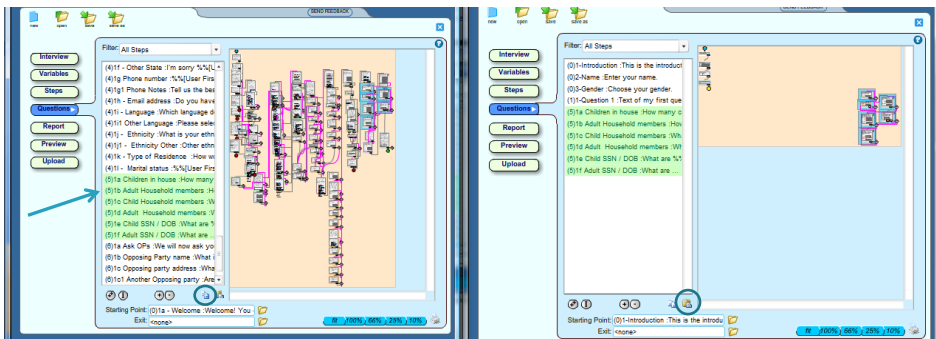 SEND FEEDBACK
new open save save as
Filter: All Steps
Interview
Variables
Steps
Questions
Report
Preview
Upload
(4)1f - Other State :I'm sorry %%[L
(4)1g Phone number :%%[User Firs
(4)1g1 Phone Notes :Tell us the bes
(4)1h - Email address :Do you have
(4)1i - Language :Which language d
(4)1i1 Other Language :Please selec
(4)1j - Ethnicity :What is your ethn
(4)1j1 - Ethnicity Other :Other ethn
(4)1k - Type of Residence :How w
(4)1l - Marital status :%%[User Firs
(5)1a Children in house :How many
(5)1b Adult Household members :H
(5)1c Child Household members :W
(5)1d Adult Household members :W
(5)1e Child SSN / DOB :What are %
(5)1f Adult SSN / DOB :What are ...
(6)1a Ask OPs :We will now ask yo
(6)1b Opposing Party name :What i
(6)1c Opposing party address :Wha
(6)1c1 Another Opposing party :Are
Starting Point: (0)1a - Welcome :Welcome! You
Exit: <none>
fit 100% 66% 25% 10%
new open save save as
Filter: All Steps
Interview
Variables
Steps
Questions
Report
Preview
Upload
(0)1-Introduction :This is the introduct
(0)2-Name :Enter your name.
(0)3-Gender :Choose your gender.
(1)1-Question 1 :Text of my first que
(5)1a Children in house :How many c
(5)1b Adult Household members :How
(5)1c Child Household members :Wh
(5)1d Adult Household members :Wh
(5)1e Child SSN / DOB :What are %%
(5)1f Adult SSN / DOB :What are ...
Starting Point: (0)1-Introduction :This is the introdu
Exit: <none>
fit 100% 66% 25% 10%